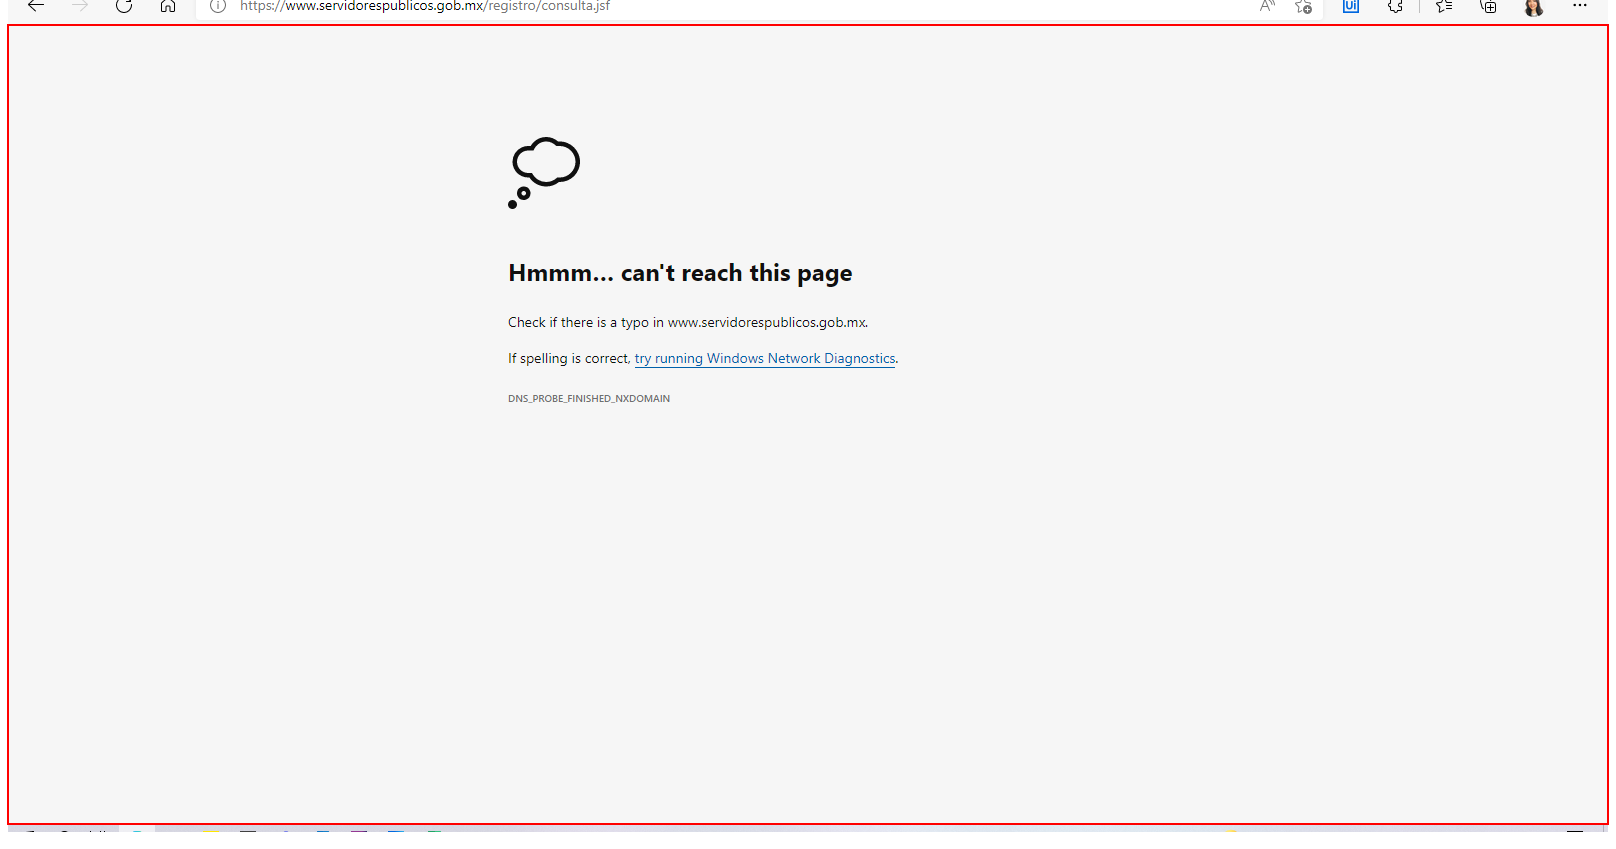 https://www.servidorespublicos.gob.mx/registro/consulta.jsf
Ui
Hmmm... can't reach this page
Check if there is a typo in www.servidorespublicos.gob.mx.
If spelling is correct, try running Windows Network Diagnostics.
DNS_PROBE_FINISHED_NXDOMAIN